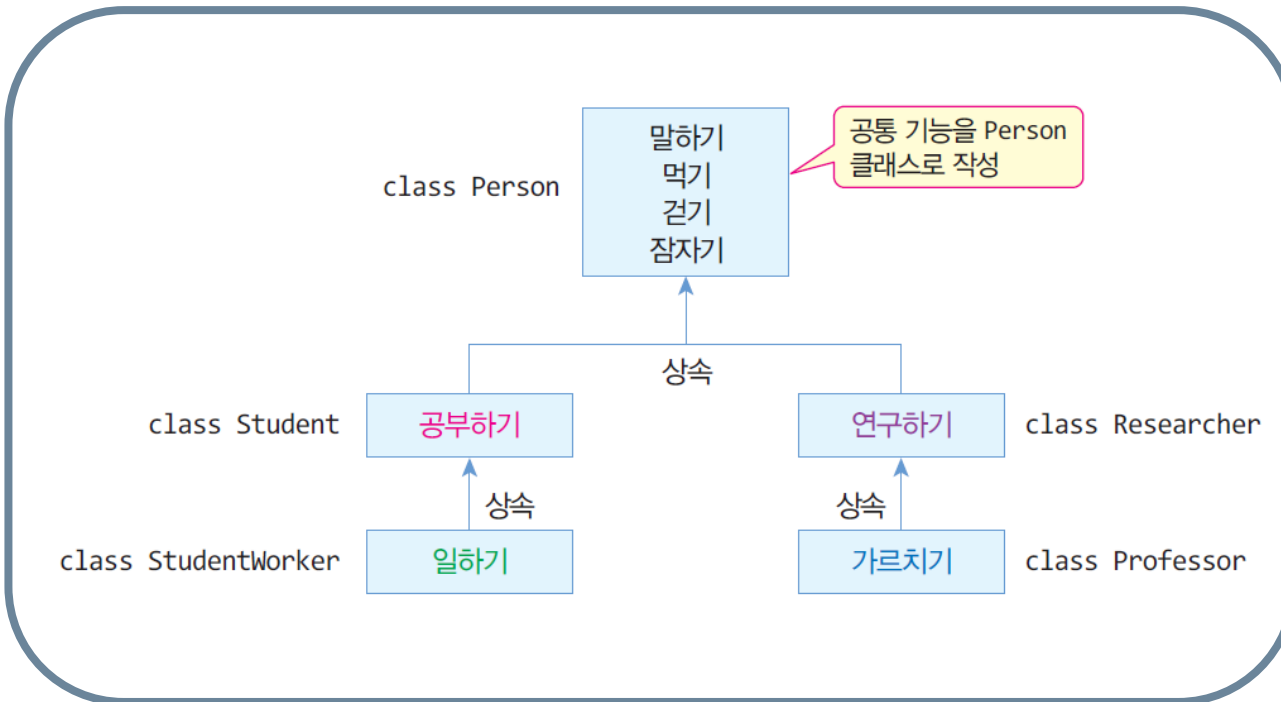 말하기
먹기
걷기
잠자기
class Person
공통 기능을 Person
클래스로 작성
상속
class Student
공부하기
연구하기
class Researcher
상속
상속
class StudentWorker
일하기
가르치기
class Professor